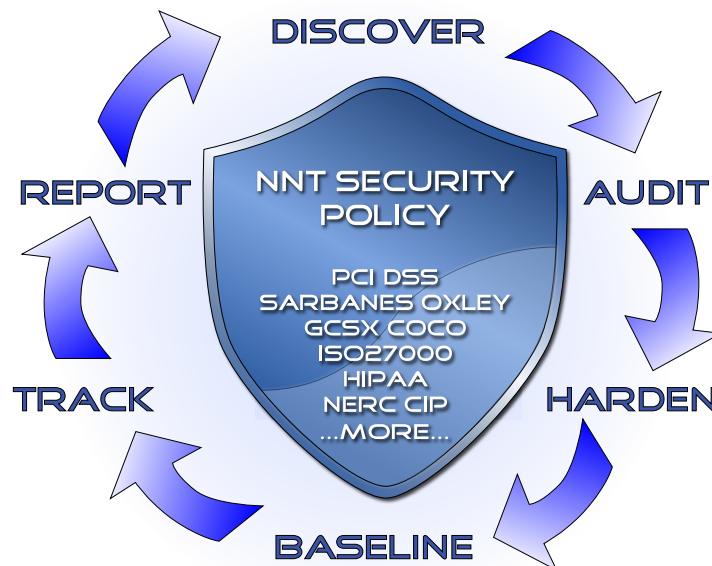 DISCOVER
REPORT
AUDIT
NNT SECURITY
POLICY
PCI DSS
SARBANES OXLEY
GCSX COCO
ISO27000
HIPAA
NERC CIP
...MORE...
TRACK
HARDEN
BASELINE